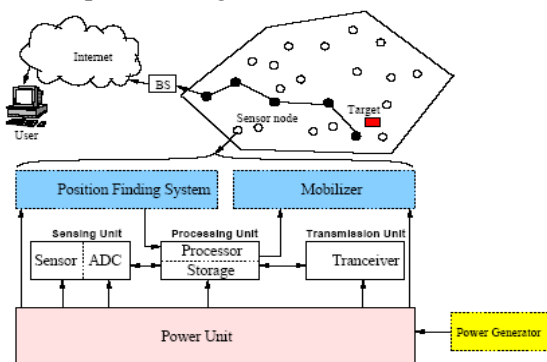 Internet
BS
Target
Sensor node
User
Position Finding System
Mobilizer
Sensing Unit
Processing Unit
Transmission Unit
Sensor
ADC
Processor
Storage
Tranceiver
Power Unit
Power Generator